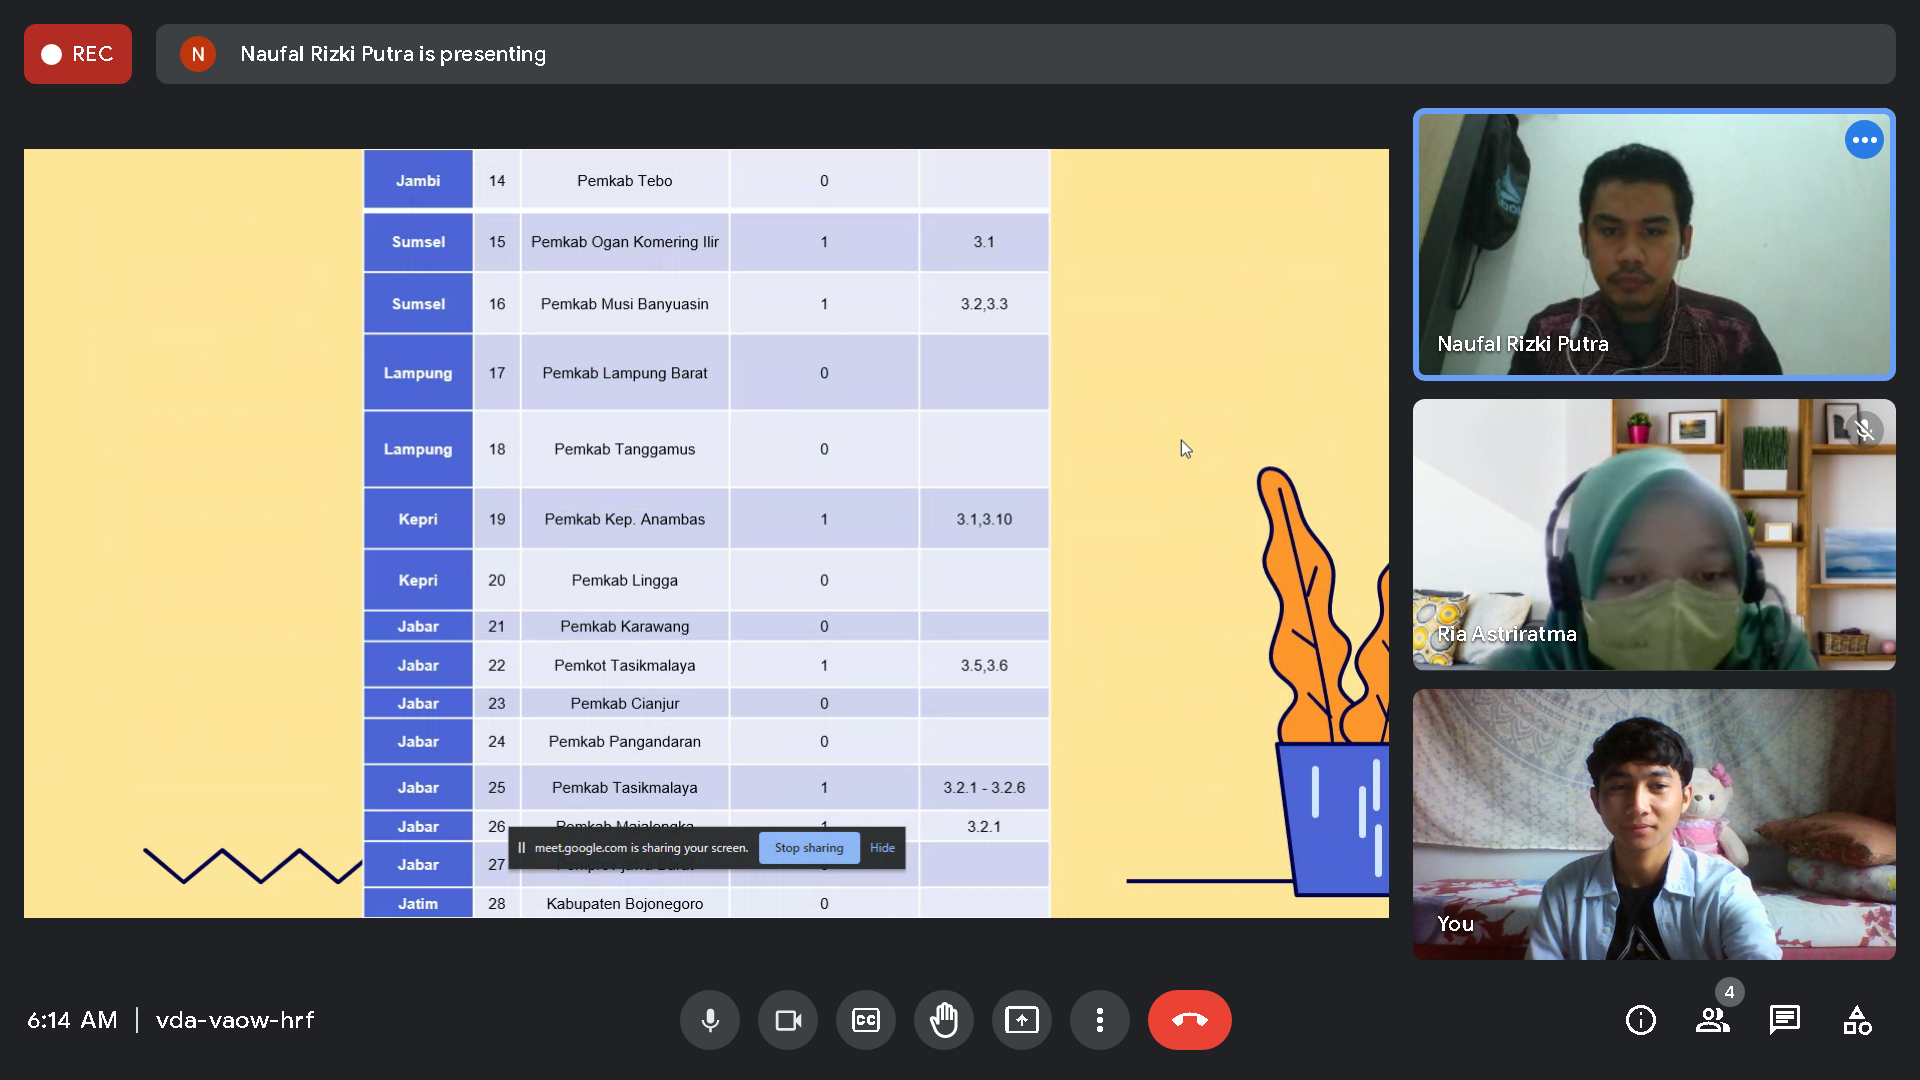 REC
N
Naufal Rizki Putra is presenting
Jambi 14 Pemkab Tebo 0
Sumsel 15 Pemkab Ogan Komering Ilir 1 3.1
Sumsel 16 Pemkab Musi Banyuasin 1 3.2,3.3
Lampung 17 Pemkab Lampung Barat 0
Lampung 18 Pemkab Tanggamus 0
Kepri 19 Pemkab Kep. Anambas 1 3.1,3.10
Kepri 20 Pemkab Lingga 0
Jabar 21 Pemkab Karawang 0
Jabar 22 Pemkot Tasikmalaya 1 3.5,3.6
Jabar 23 Pemkab Cianjur 0
Jabar 24 Pemkab Pangandaran 0
Jabar 25 Pemkab Tasikmalaya 1 3.2.1 - 3.2.6
Jabar 26 Pemkab Majalengka 1 3.2.1
meet.google.com is sharing your screen. Stop sharing Hide
Jabar 27
Jatim 28 Kabupaten Bojonegoro 0
Naufal Rizki Putra
Ria Astriratma
You
6:14 AM | vda-vaow-hrf
CC
4